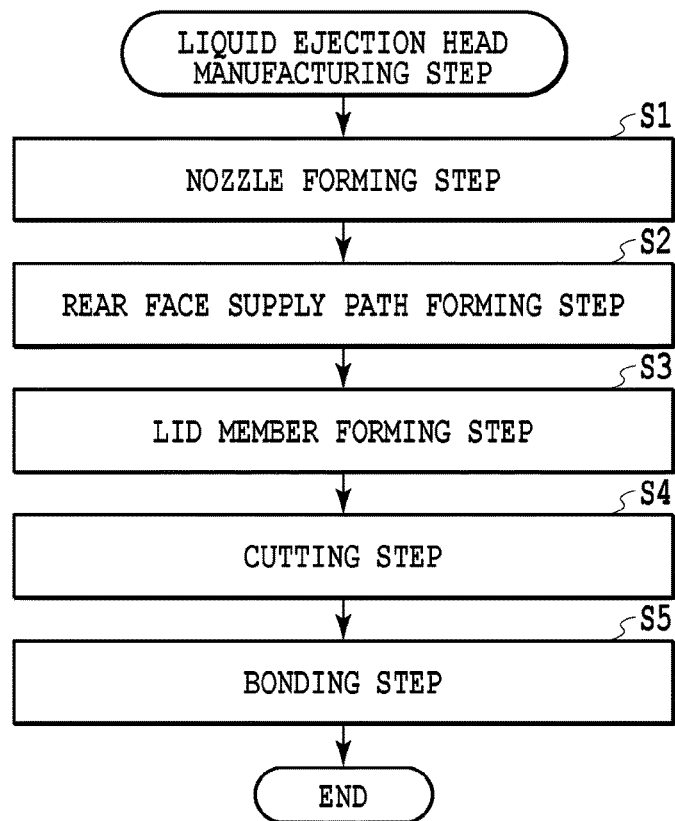 LIQUID EJECTION HEAD
MANUFACTURING STEP
S1
NOZZLE FORMING STEP
S2
REAR FACE SUPPLY PATH FORMING STEP
S3
LID MEMBER FORMING STEP
S4
CUTTING STEP
S5
BONDING STEP
END